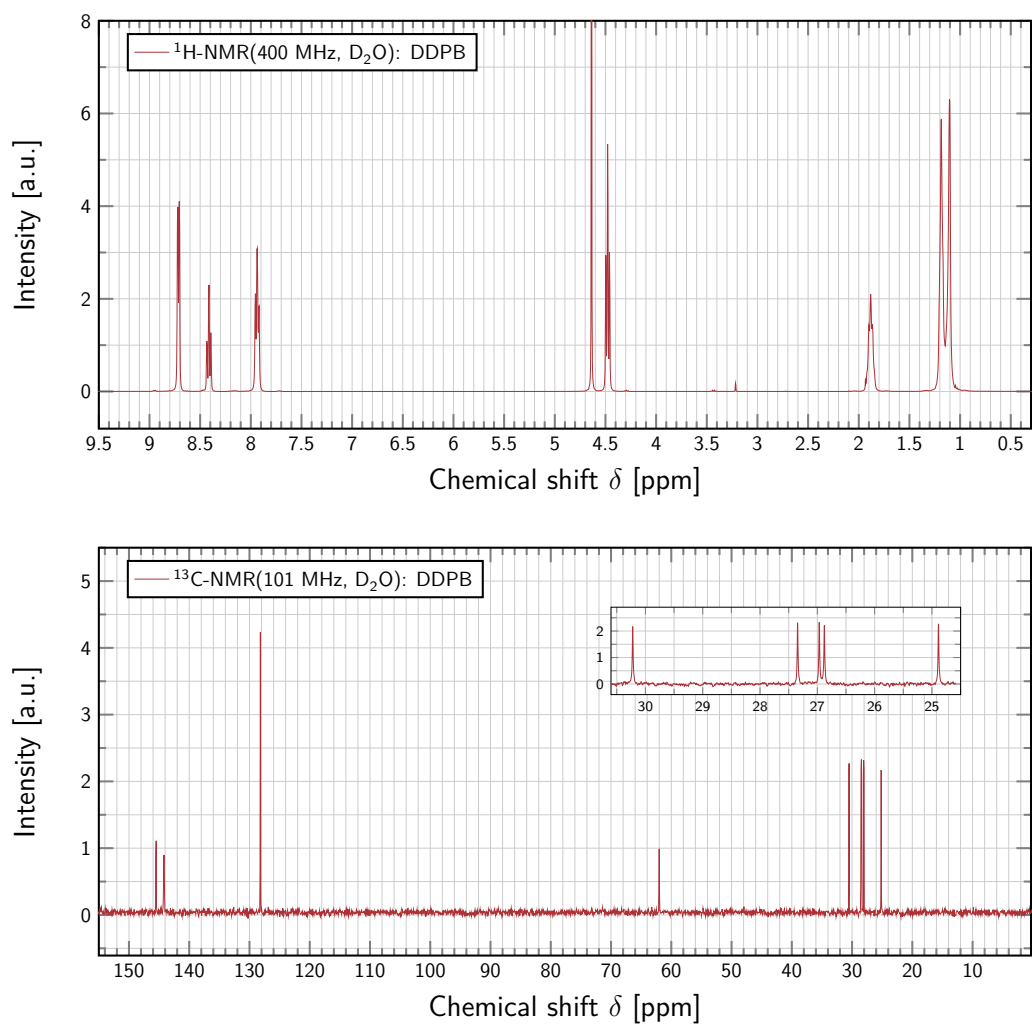 8
¹H-NMR(400 MHz, D₂O): DDPB
6
4
2
0
Intensity [a.u.]
9.5 9 8.5 8 7.5 7 6.5 6 5.5 5 4.5 4 3.5 3 2.5 2 1.5 1 0.5
Chemical shift δ [ppm]
5
¹³C-NMR(101 MHz, D₂O): DDPB
4
3
2
1
0
Intensity [a.u.]
2
1
0
30 29 28 27 26 25
150 140 130 120 110 100 90 80 70 60 50 40 30 20 10
Chemical shift δ [ppm]